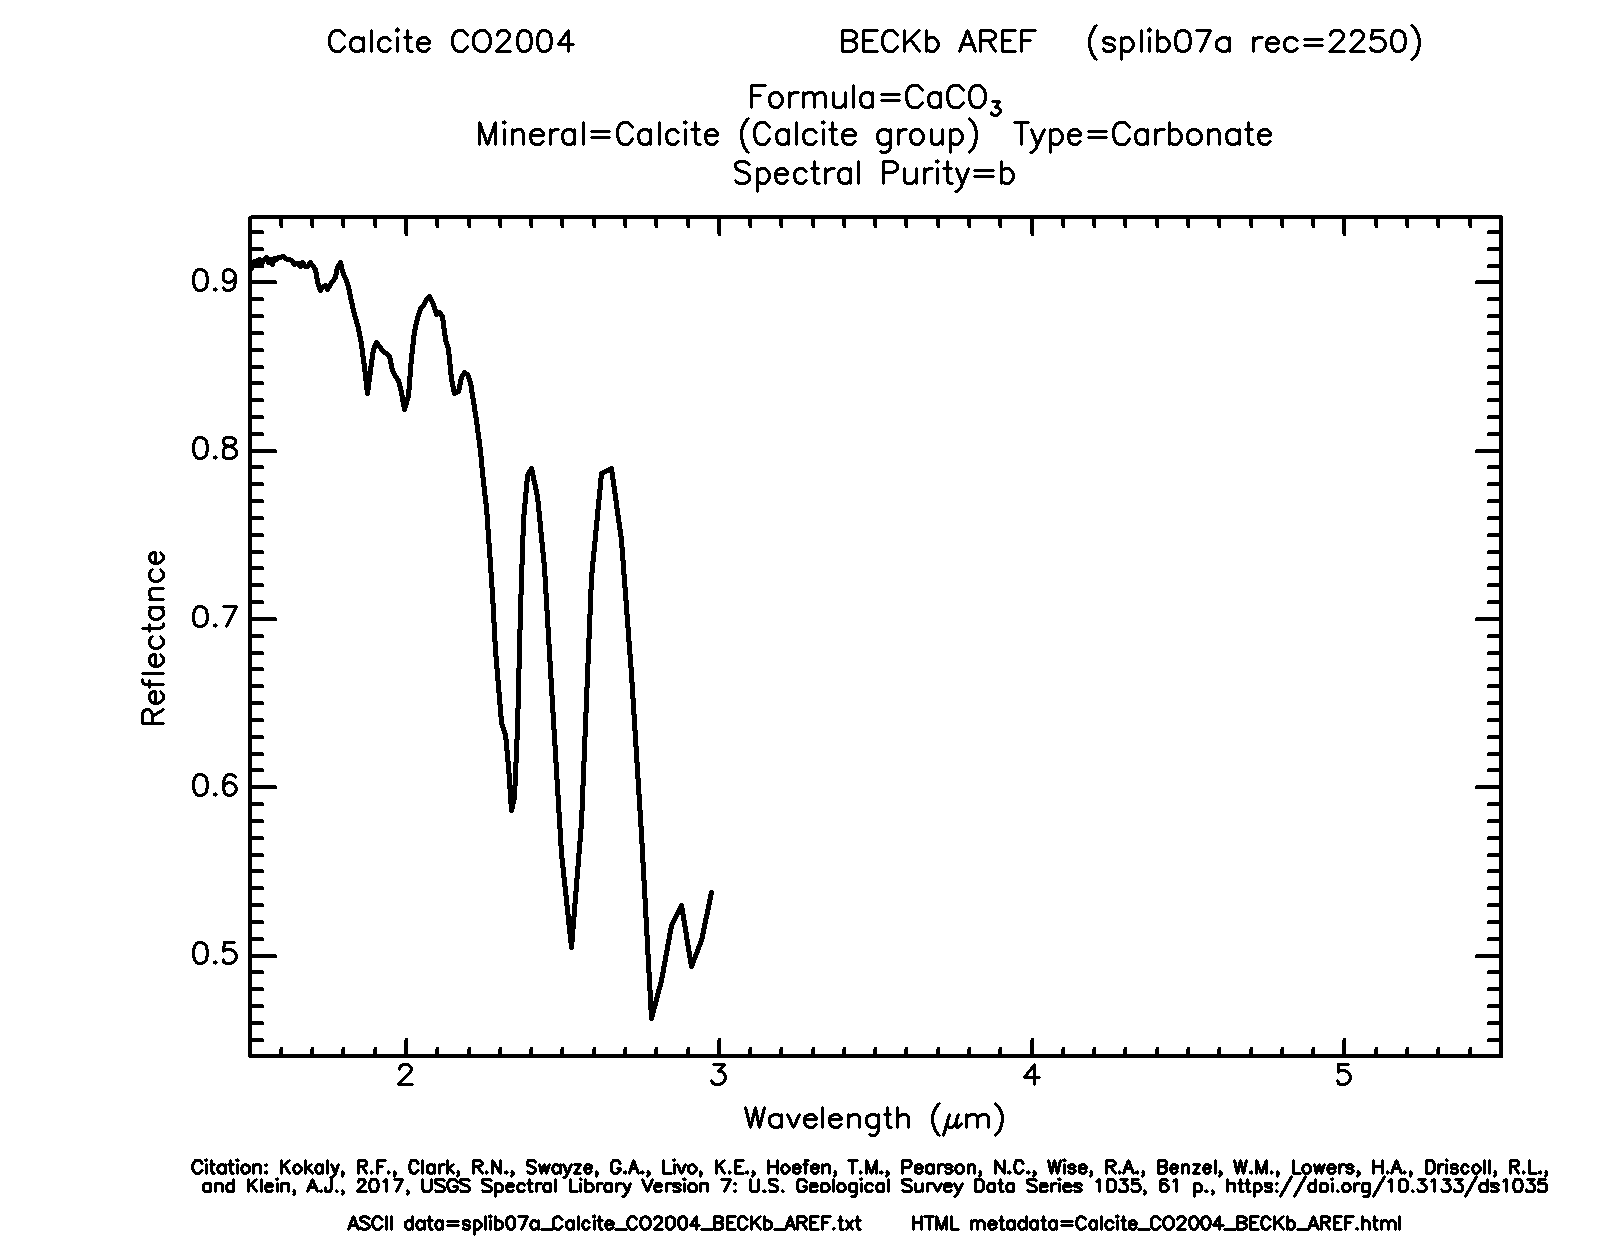 Calcite CO2004 BECKb AREF (splib07a rec=2250)
Formula=CaCO₃
Mineral=Calcite (Calcite group) Type=Carbonate
Spectral Purity=b
0.9
0.8
0.7
0.6
0.5
Reflectance
2 3 4 5
Wavelength (μm)
Citation: Kokaly, R.F., Clark, R.N., Swayze, G.A., Livo, K.E., Hoefen, T.M., Pearson, N.C., Wise, R.A., Benzel, W.M., Lowers, H.A., Driscoll, R.L.,
and Klein, A.J., 2017, USGS Spectral Library Version 7: U.S. Geological Survey Data Series 1035, 61 p., https://doi.org/10.3133/ds1035
ASCII data=splib07a_Calcite_CO2004_BECKb_AREF.txt HTML metadata=Calcite_CO2004_BECKb_AREF.html